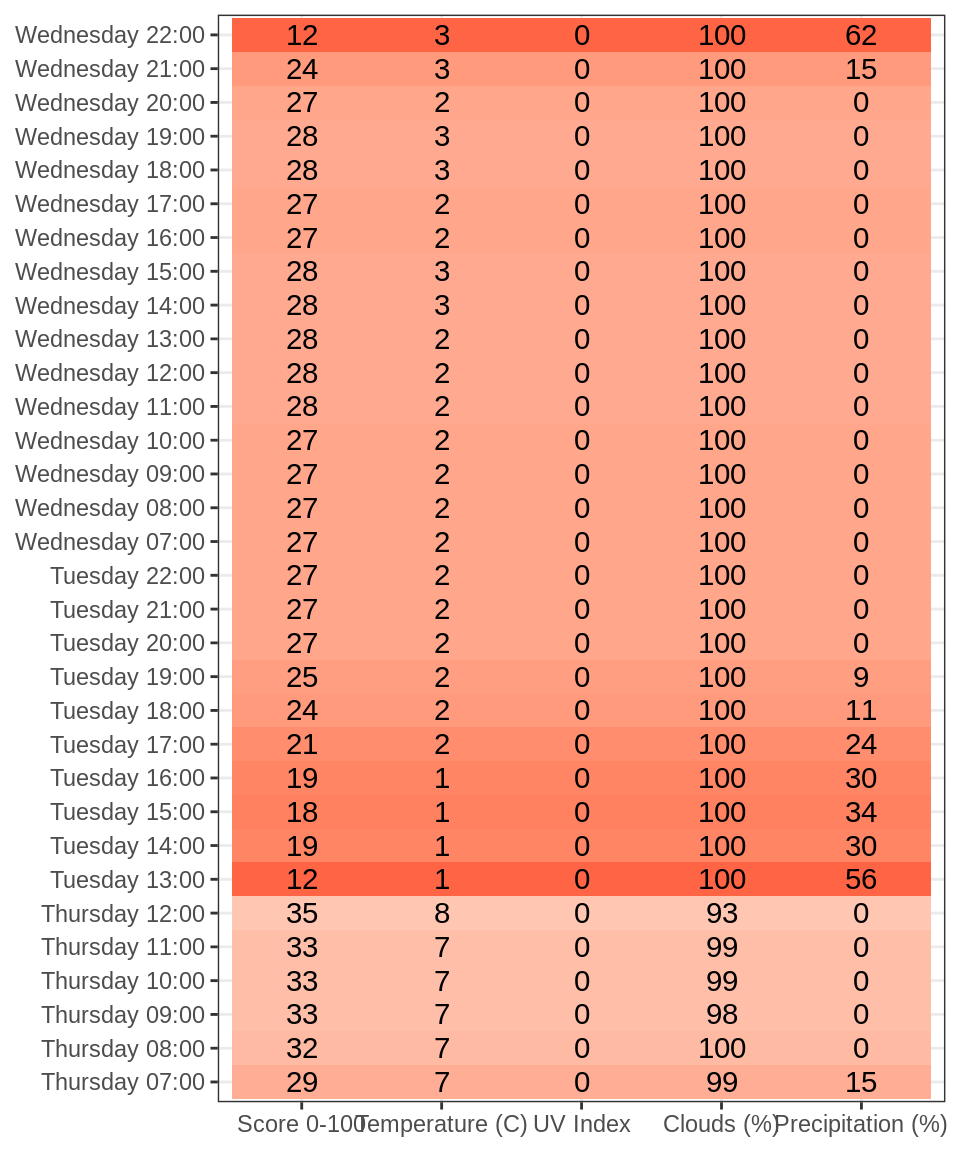 Wednesday 22:00 12 3 0 100 62
Wednesday 21:00 24 3 0 100 15
Wednesday 20:00 27 2 0 100 0
Wednesday 19:00 28 3 0 100 0
Wednesday 18:00 28 3 0 100 0
Wednesday 17:00 27 2 0 100 0
Wednesday 16:00 27 2 0 100 0
Wednesday 15:00 28 3 0 100 0
Wednesday 14:00 28 3 0 100 0
Wednesday 13:00 28 2 0 100 0
Wednesday 12:00 28 2 0 100 0
Wednesday 11:00 28 2 0 100 0
Wednesday 10:00 27 2 0 100 0
Wednesday 09:00 27 2 0 100 0
Wednesday 08:00 27 2 0 100 0
Wednesday 07:00 27 2 0 100 0
Tuesday 22:00 27 2 0 100 0
Tuesday 21:00 27 2 0 100 0
Tuesday 20:00 27 2 0 100 0
Tuesday 19:00 25 2 0 100 9
Tuesday 18:00 24 2 0 100 11
Tuesday 17:00 21 2 0 100 24
Tuesday 16:00 19 1 0 100 30
Tuesday 15:00 18 1 0 100 34
Tuesday 14:00 19 1 0 100 30
Tuesday 13:00 12 1 0 100 56
Thursday 12:00 35 8 0 93 0
Thursday 11:00 33 7 0 99 0
Thursday 10:00 33 7 0 99 0
Thursday 09:00 33 7 0 98 0
Thursday 08:00 32 7 0 100 0
Thursday 07:00 29 7 0 99 15
Score 0-100 Temperature (C) UV Index Clouds (%) Precipitation (%)